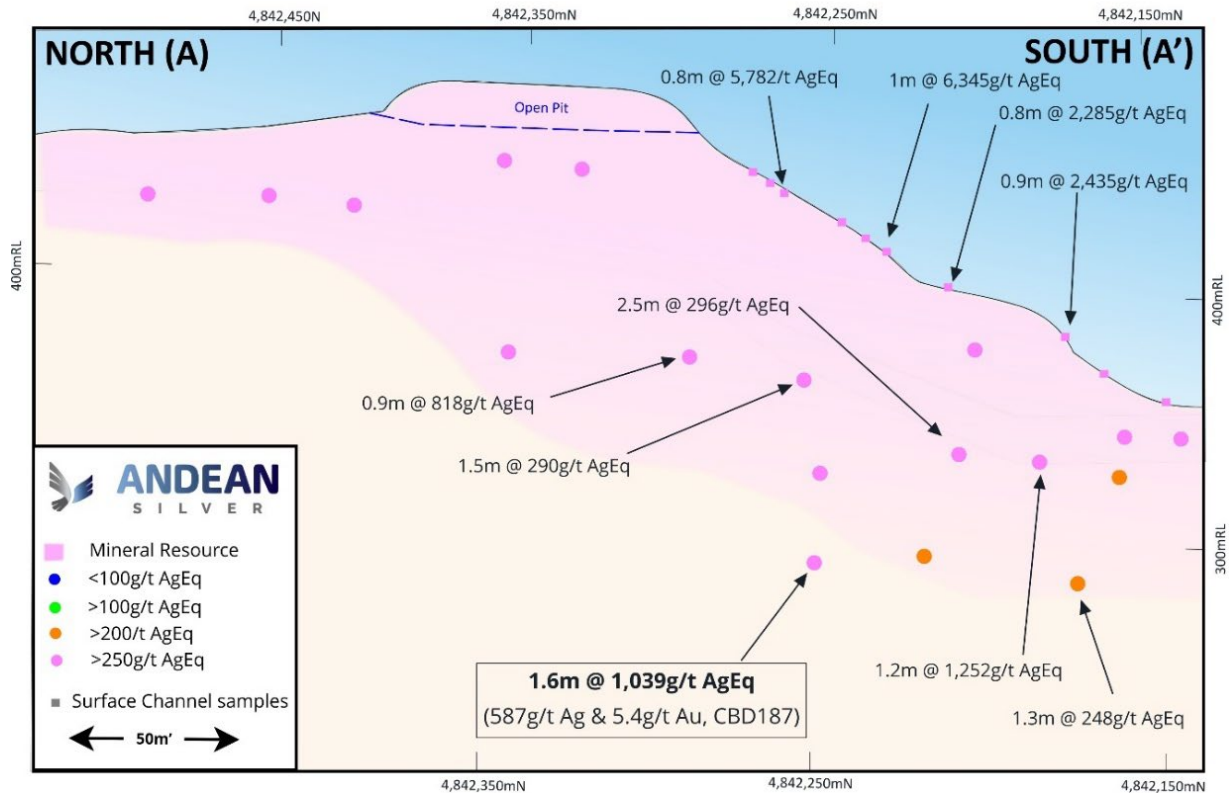 4,842,450mN
4,842,350mN
4,842,250mN
4,842,150mN
NORTH (A)
SOUTH (A')
0.8m @ 5,782/t AgEq
1m @ 6,345g/t AgEq
0.8m @ 2,285g/t AgEq
0.9m @ 2,435g/t AgEq
Open Pit
400mRL
400mRL
2.5m @ 296g/t AgEq
0.9m @ 818g/t AgEq
1.5m @ 290g/t AgEq
300mRL
ANDEAN
SILVER
Mineral Resource
<100g/t AgEq
>100g/t AgEq
>200/t AgEq
>250g/t AgEq
Surface Channel samples
50m'
1.6m @ 1,039g/t AgEq
(587g/t Ag & 5.4g/t Au, CBD187)
1.2m @ 1,252g/t AgEq
1.3m @ 248g/t AgEq
4,842,350mN
4,842,250mN
4,842,150mN